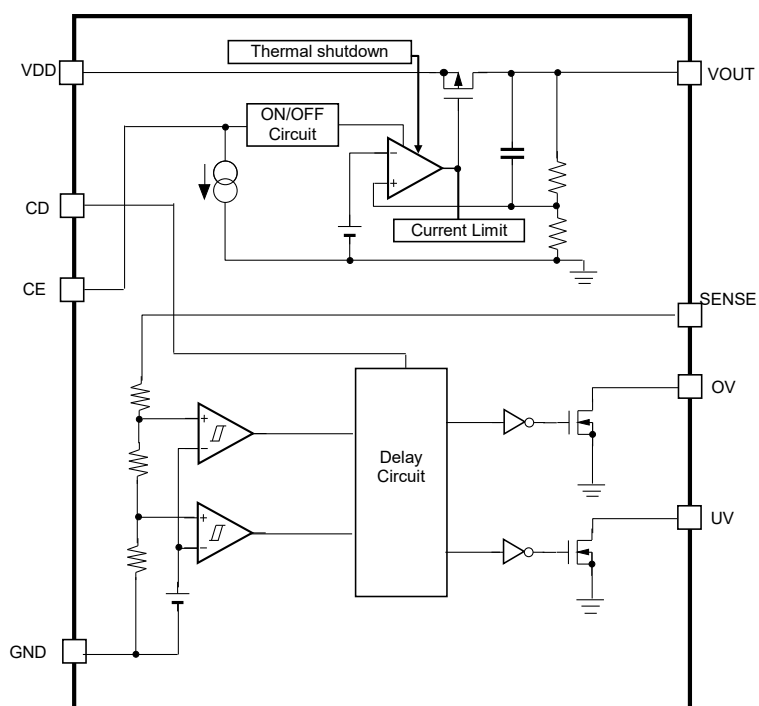 Thermal shutdown
VDD
VOUT
ON/OFF
Circuit
−
+
CD
Current Limit
CE
SENSE
OV
+
−
Delay
Circuit
+
−
UV
GND